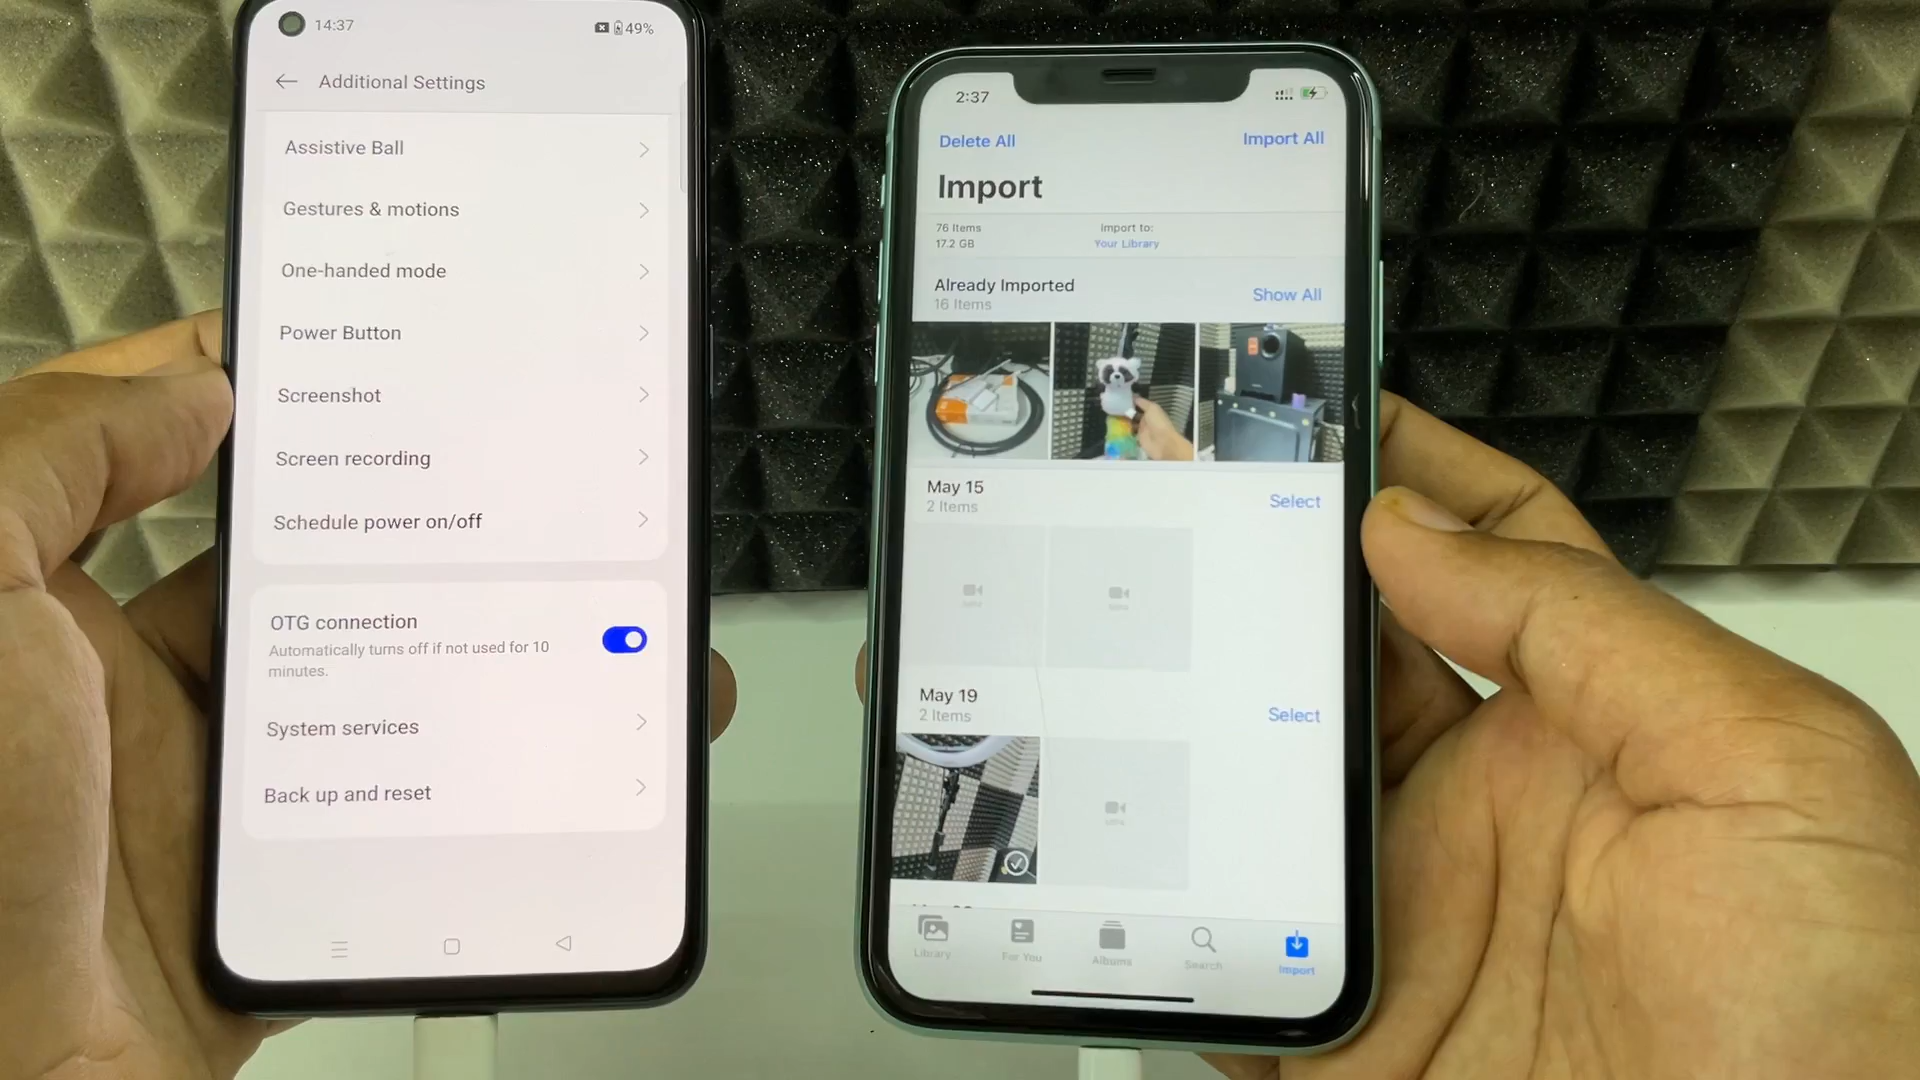 14:37
49%
Additional Settings
Assistive Ball
Gestures & motions
One-handed mode
Power Button
Screenshot
Screen recording
Schedule power on/off
OTG connection
Automatically turns off if not used for 10
minutes.
System services
Back up and reset
2:37
Delete All
Import All
Import
76 Items
17.2 GB
Import to:
Your Library
Already Imported
16 Items
Show All
May 15
2 Items
Select
May 19
2 Items
Select
Library
For You
Albums
Search
Import